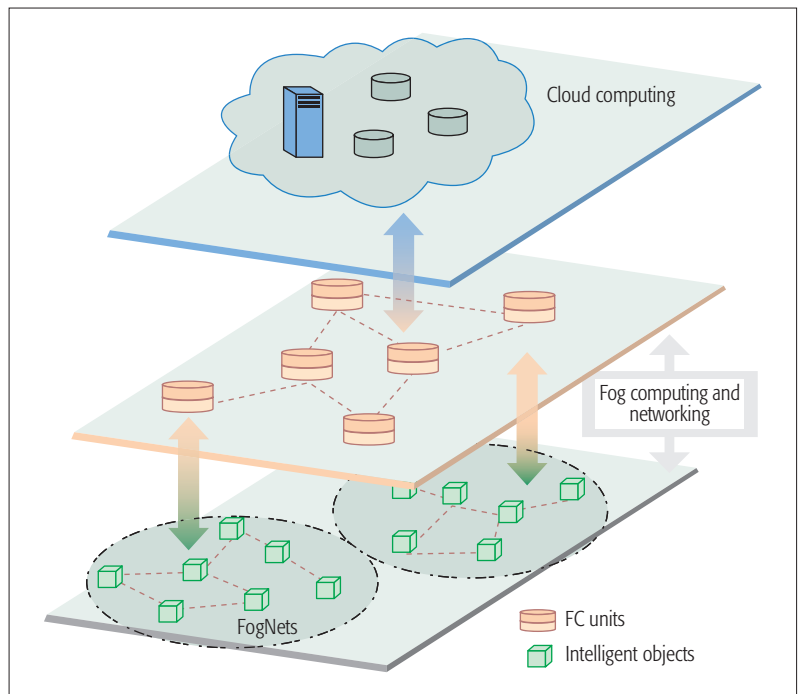 Cloud computing
Fog computing and
networking
FogNets
FC units
Intelligent objects